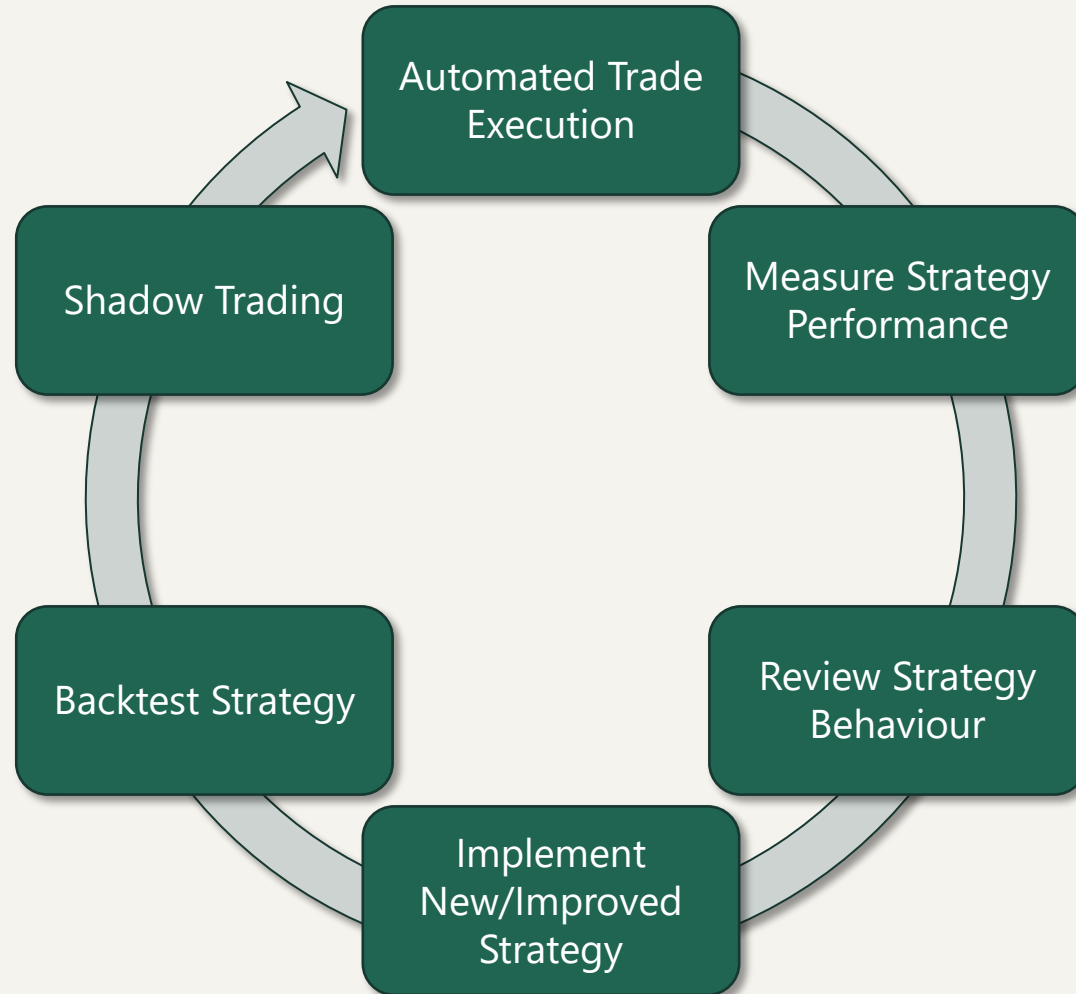 Automated Trade
Execution
Measure Strategy
Performance
Review Strategy
Behaviour
Implement
New/Improved
Strategy
Backtest Strategy
Shadow Trading